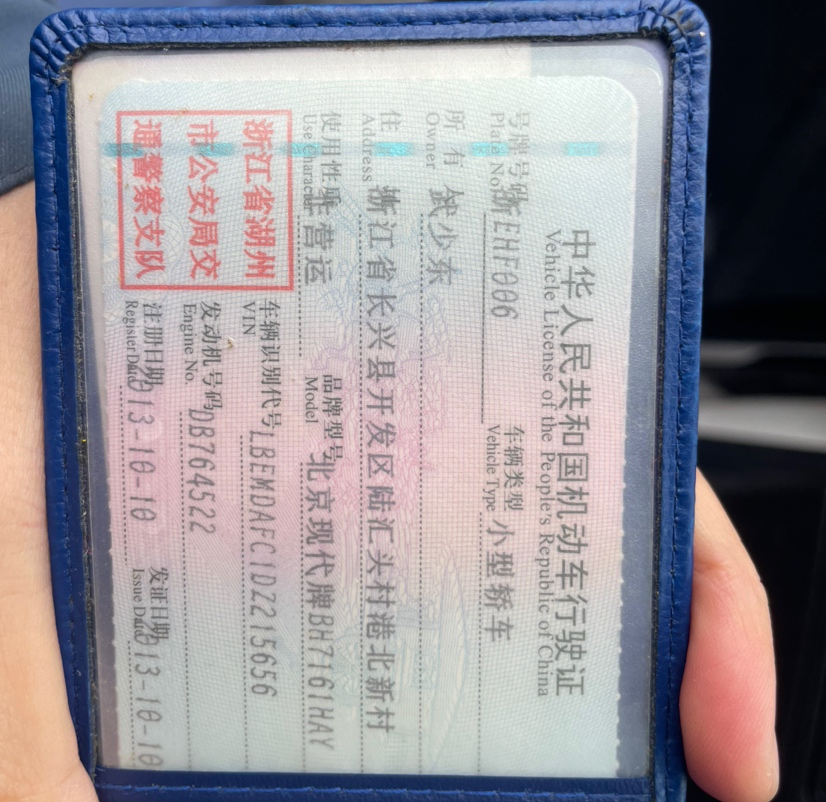 中华人民共和国机动车行驶证
Vehicle License of the People's Republic of China
号牌号码 浙EHF006 车辆类型 小型轿车
Plate No. Vehicle Type
所有 少东
Owner
住 浙江省长兴县开发区陆汇头村港北新村
Address
使用性质 非营运 品牌型号 北京现代牌BH7161HAY
Use Character Model
浙江省湖州
市公安局交
通警察支队
车辆识别代号 LBEMDAFC1DZ215656
VIN
发动机号码 DB764522
Engine No.
注册日期 2013-10-10 发证日期 2013-10-10
Register Date Issue Date